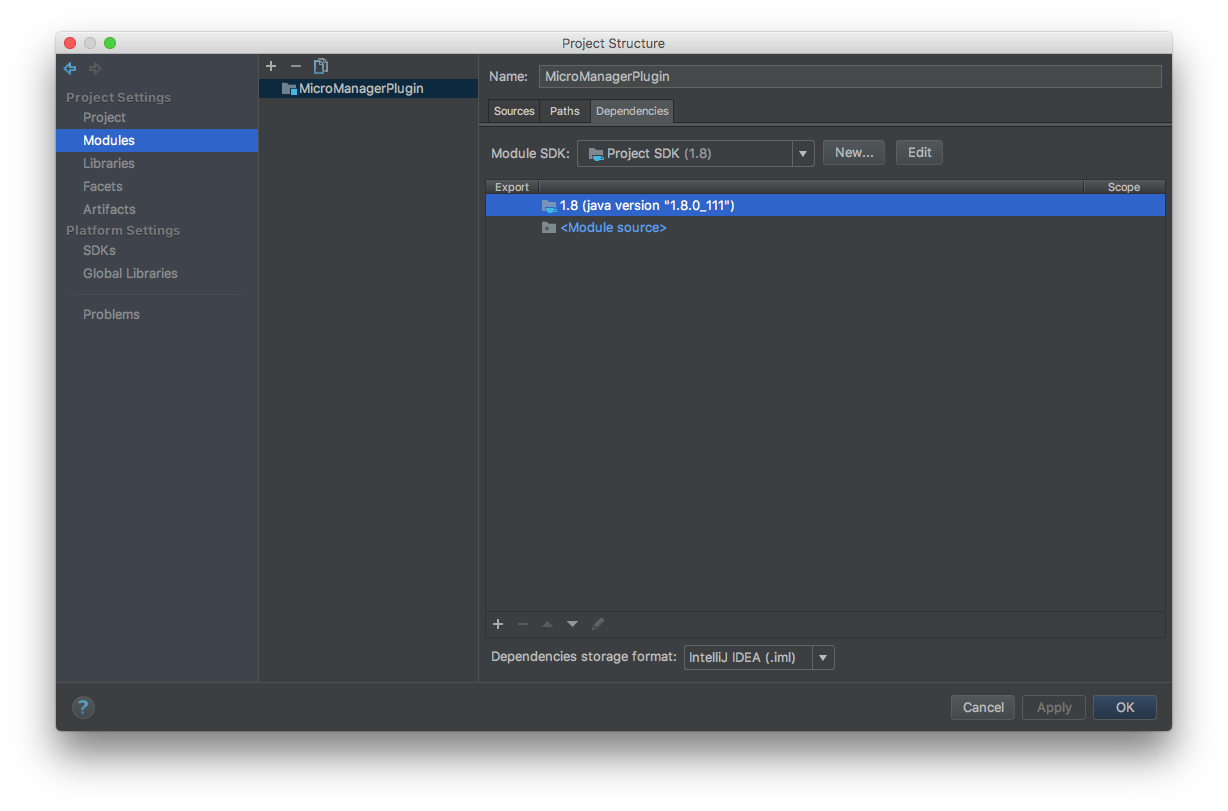 Project Structure
Project Settings
Project
Modules
Libraries
Facets
Artifacts
Platform Settings
SDKs
Global Libraries
Problems
MicroManagerPlugin
Name: MicroManagerPlugin
Sources Paths Dependencies
Module SDK: Project SDK (1.8) New... Edit
Export Scope
1.8 (java version "1.8.0_111")
<Module source>
Dependencies storage format: IntelliJ IDEA (.iml)
? Cancel Apply OK